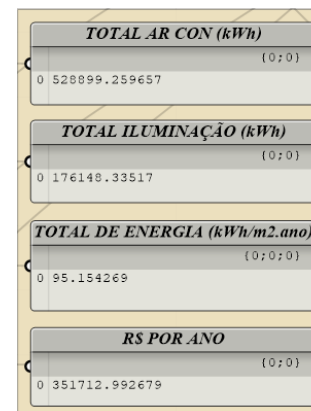 TOTAL AR CON (kWh)
{0;0}
0 528899.259657
TOTAL ILUMINAÇÃO (kWh)
{0;0}
0 176148.33517
TOTAL DE ENERGIA (kWh/m2.ano)
{0;0;0}
0 95.154269
R$ POR ANO
{0;0}
0 351712.992679